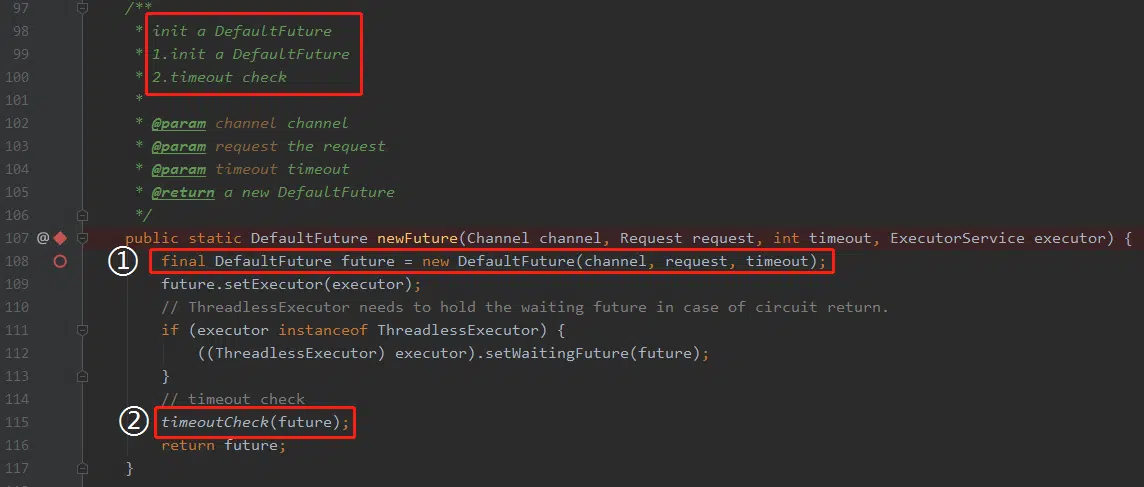 97 /**
98 * init a DefaultFuture
99 * 1.init a DefaultFuture
100 * 2.timeout check
101 *
102 * @param channel channel
103 * @param request the request
104 * @param timeout timeout
105 * @return a new DefaultFuture
106 */
107 @ public static DefaultFuture newFuture(Channel channel, Request request, int timeout, ExecutorService executor) {
108 ① final DefaultFuture future = new DefaultFuture(channel, request, timeout);
109 future.setExecutor(executor);
110 // ThreadlessExecutor needs to hold the waiting future in case of circuit return.
111 if (executor instanceof ThreadlessExecutor) {
112 ((ThreadlessExecutor) executor).setWaitingFuture(future);
113 }
114 // timeout check
115 ② timeoutCheck(future);
116 return future;
117 }